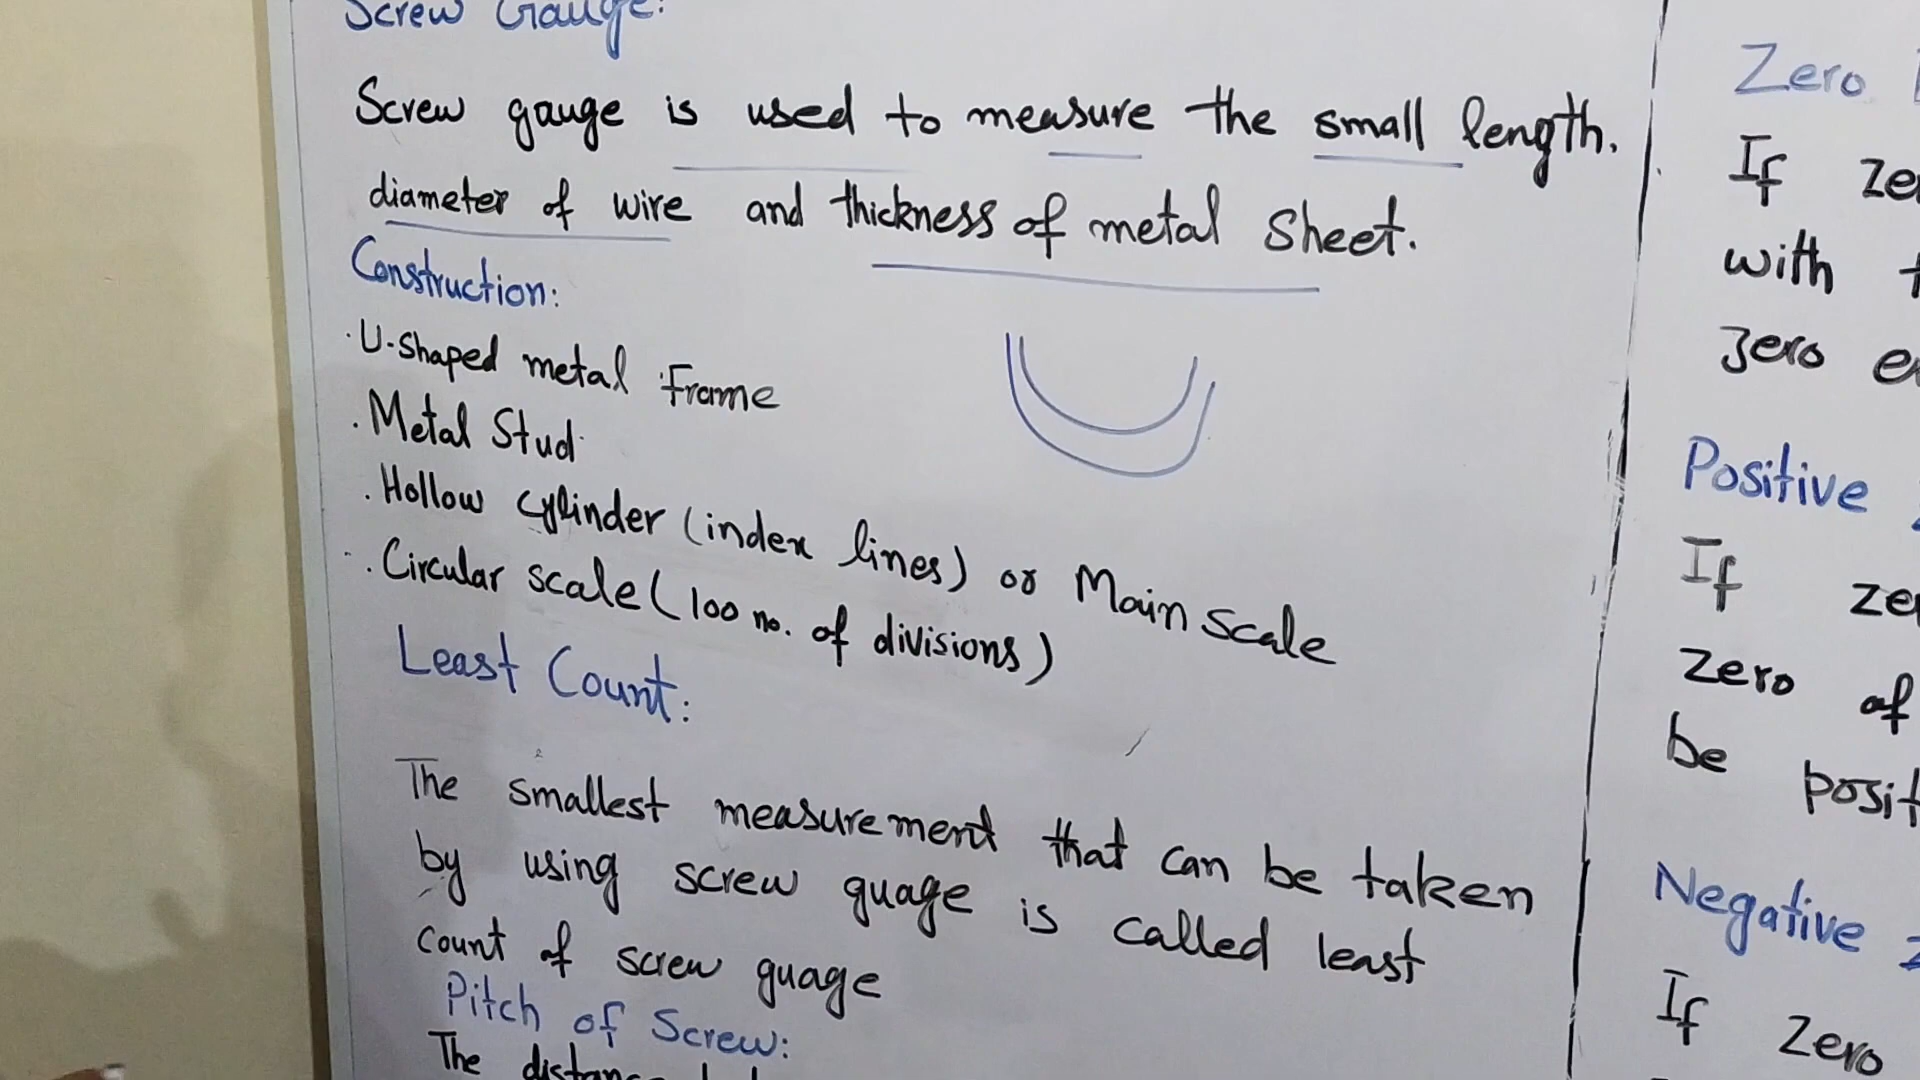 Screw Gauge:
Screw gauge is used to measure the small length.
diameter of wire and thickness of metal Sheet.
Construction:
. U-shaped metal frame
. Metal Stud
. Hollow cylinder (index lines) or Main scale
. Circular scale (100 no. of divisions)
Least Count:
The smallest measurement that can be taken
by using screw guage is called least
count of screw guage
Pitch of Screw:
The
Zero
If
with
zero
Positive
If
zero of
be
Negative
If zero